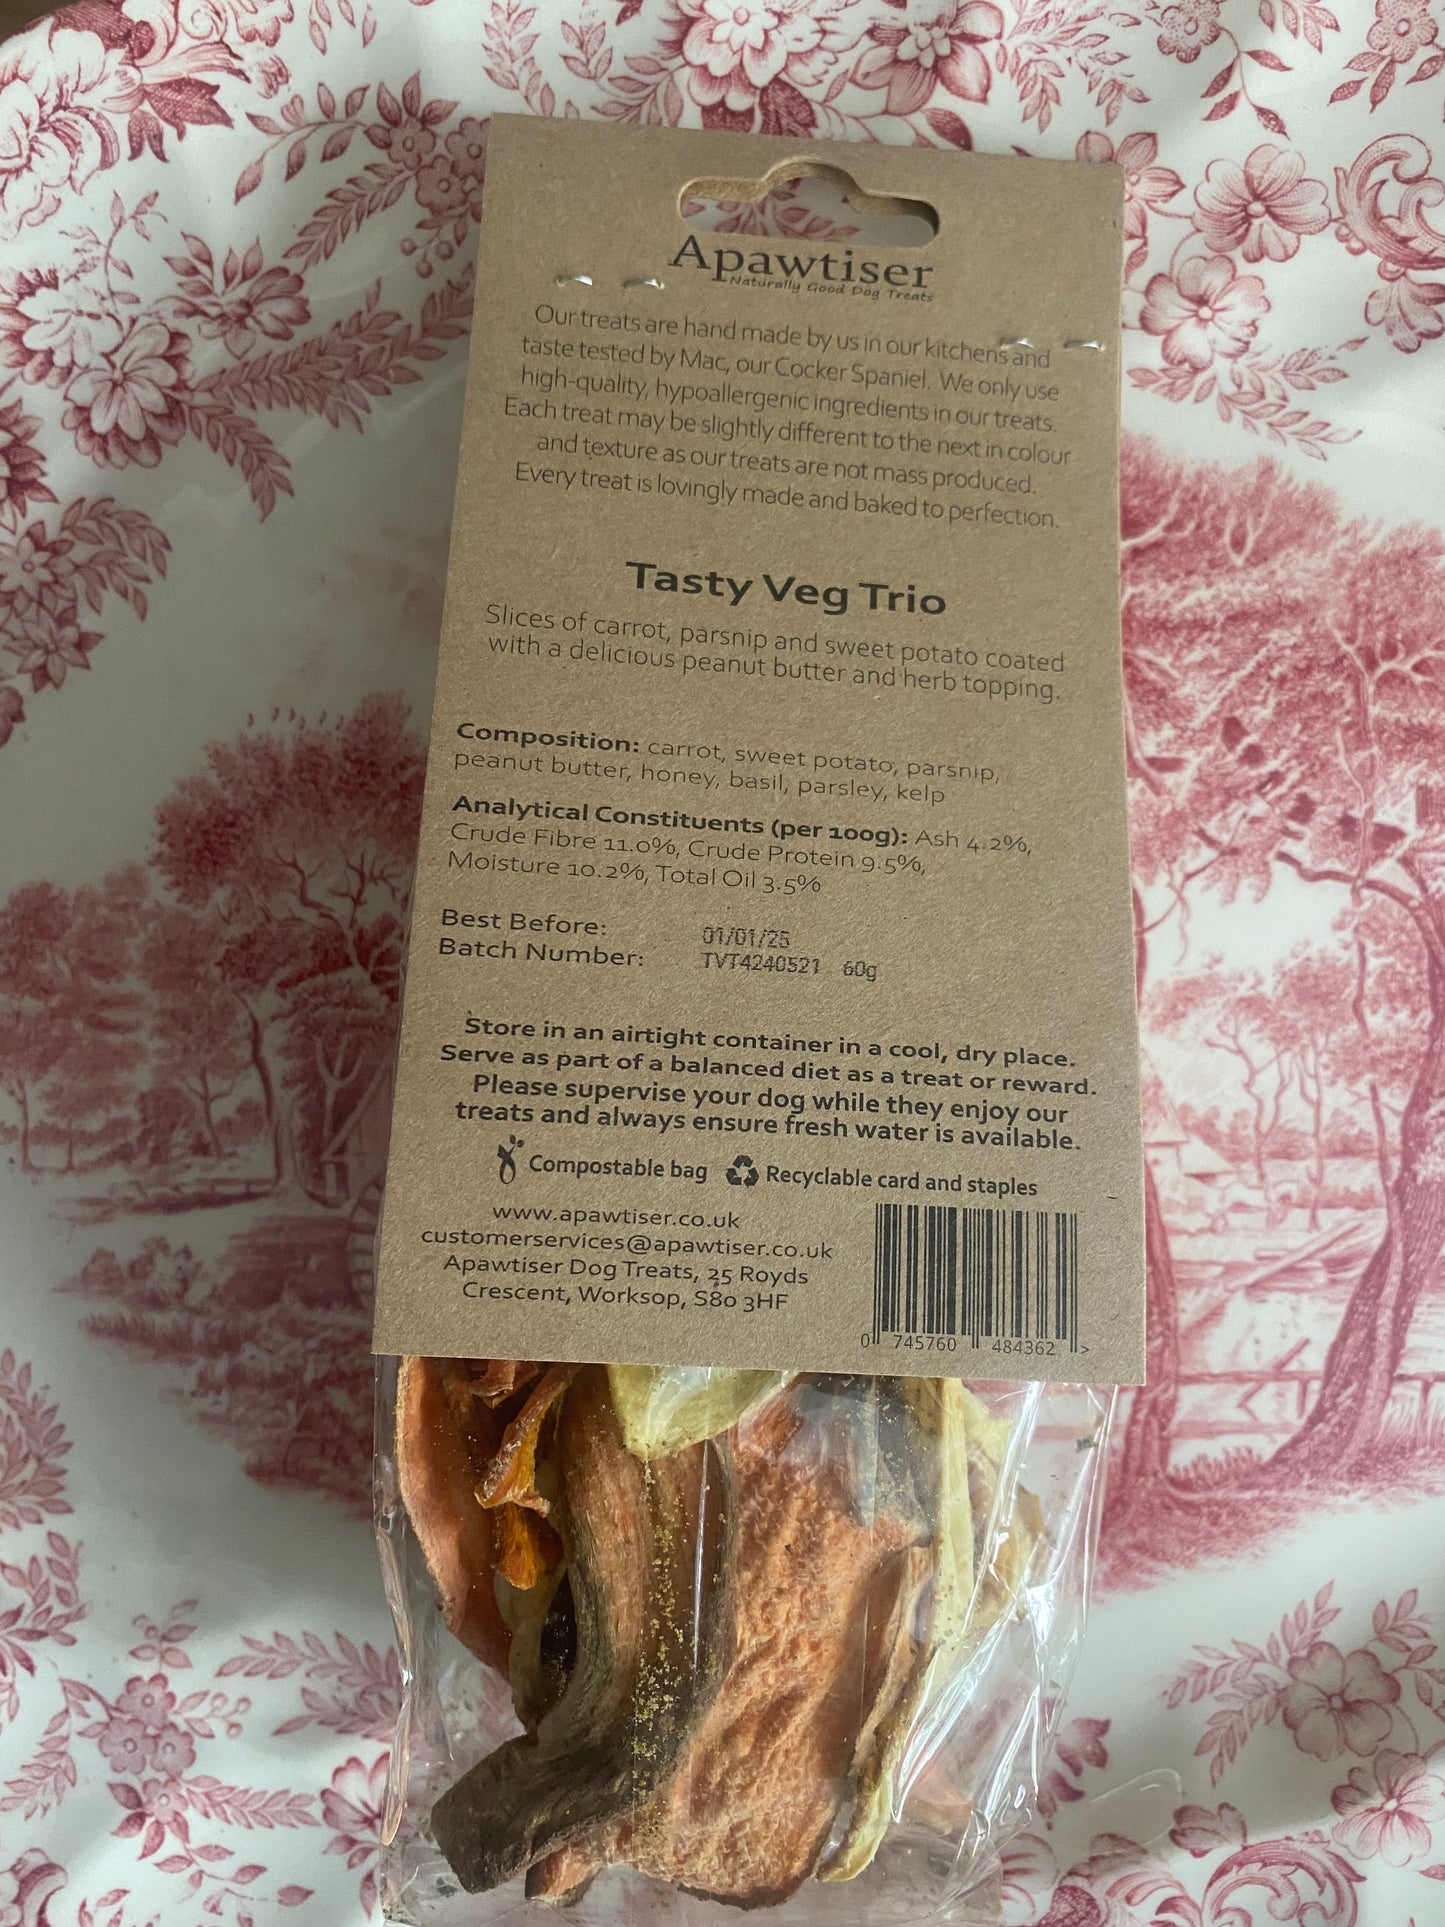 Apawtiser
Naturally Good Dog Treats
Our treats are hand made by us in our kitchens and
taste tested by Mac, our Cocker Spaniel. We only use
high-quality, hypoallergenic ingredients in our treats.
Each treat may be slightly different to the next in colour
and texture as our treats are not mass produced.
Every treat is lovingly made and baked to perfection.
Tasty Veg Trio
Slices of carrot, parsnip and sweet potato coated
with a delicious peanut butter and herb topping.
Composition: carrot, sweet potato, parsnip,
peanut butter, honey, basil, parsley, kelp
Analytical Constituents (per 100g): Ash 4.2%,
Crude Fibre 11.0%, Crude Protein 9.5%,
Moisture 10.2%, Total Oil 3.5%
Best Before: 01/01/25
Batch Number: TVT4240521 60g
Store in an airtight container in a cool, dry place.
Serve as part of a balanced diet as a treat or reward.
Please supervise your dog while they enjoy our
treats and always ensure fresh water is available.
Compostable bag Recyclable card and staples
www.apawtiser.co.uk
customerservices@apawtiser.co.uk
Apawtiser Dog Treats, 25 Royds
Crescent, Worksop, S80 3HF
0 745760 484362 >